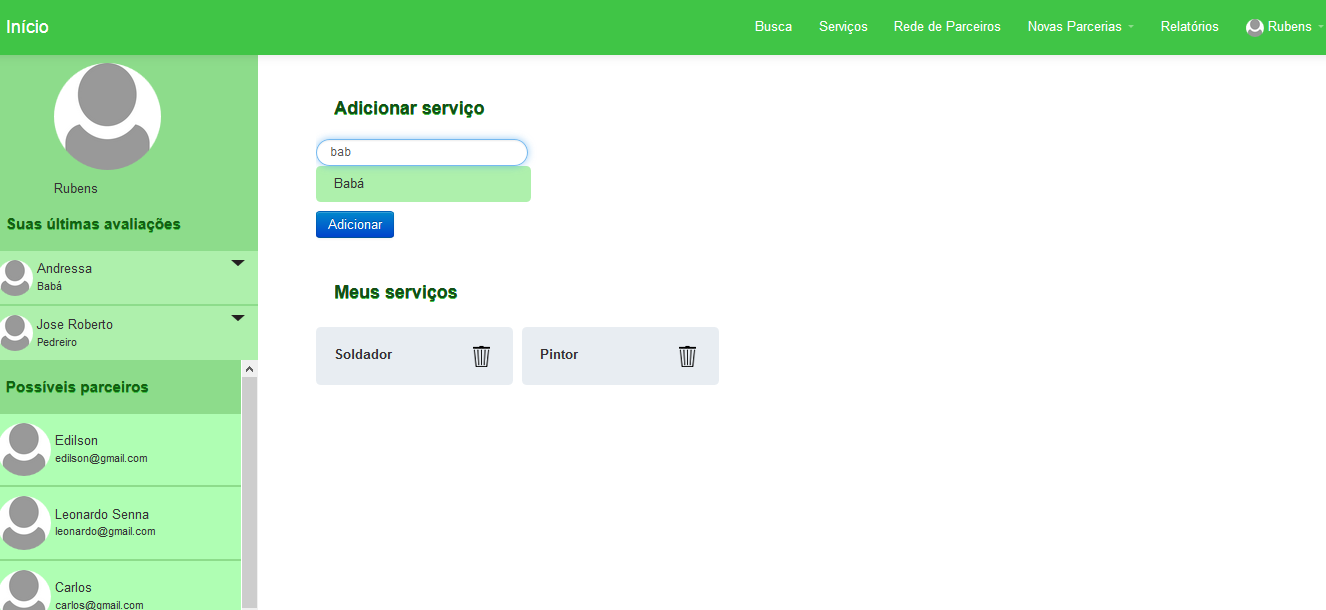 Início
Busca
Serviços
Rede de Parceiros
Novas Parcerias
Relatórios
Rubens
Rubens
Suas últimas avaliações
Andressa
Babá
Jose Roberto
Pedreiro
Possíveis parceiros
Edilson
edilson@gmail.com
Leonardo Senna
leonardo@gmail.com
Carlos
carlos@gmail.com
Adicionar serviço
bab
Babá
Adicionar
Meus serviços
Soldador
Pintor